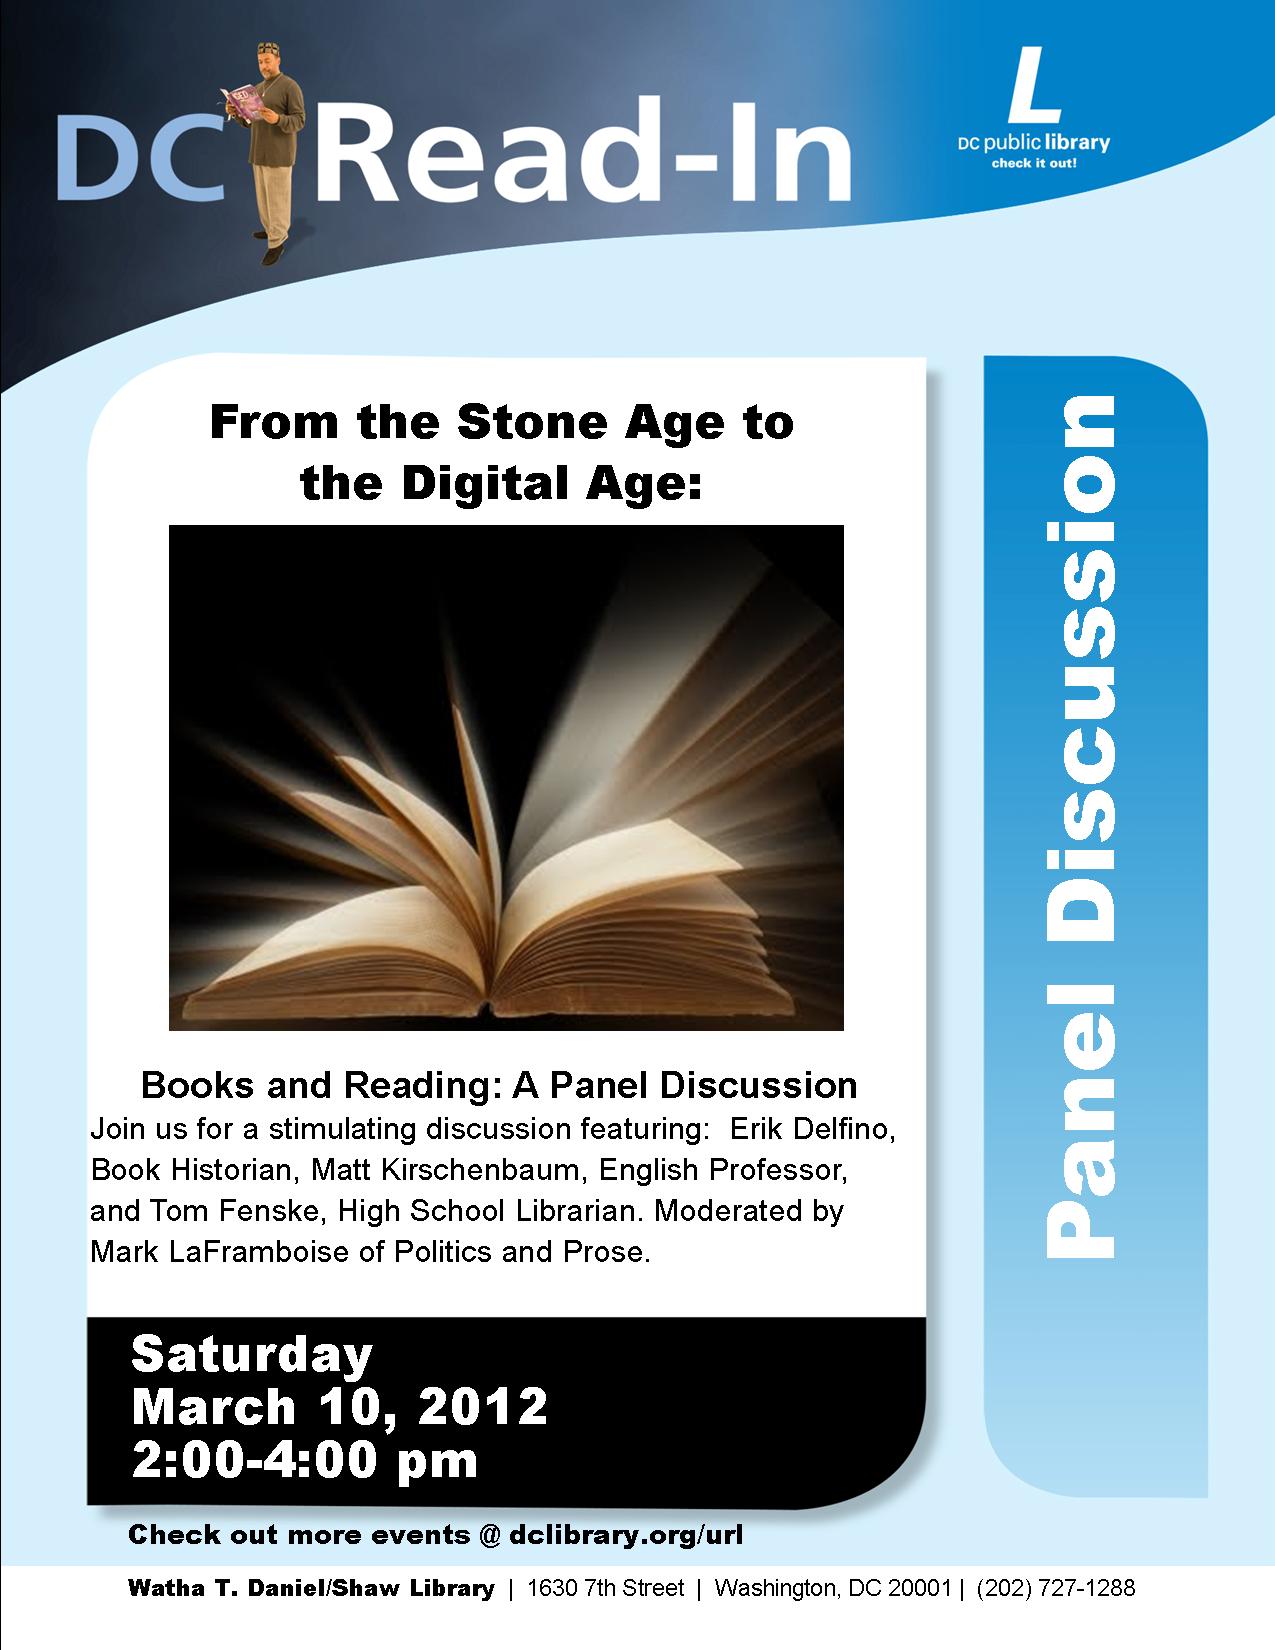 DC Read-In
L
DC public library
check it out!
From the Stone Age to
the Digital Age:
Panel Discussion
Books and Reading: A Panel Discussion
Join us for a stimulating discussion featuring:  Erik Delfino,
Book Historian, Matt Kirschenbaum, English Professor,
and Tom Fenske, High School Librarian. Moderated by
Mark LaFramboise of Politics and Prose.
Saturday
March 10, 2012
2:00-4:00 pm
Check out more events @ dclibrary.org/url
Watha T. Daniel/Shaw Library | 1630 7th Street | Washington, DC 20001 | (202) 727-1288